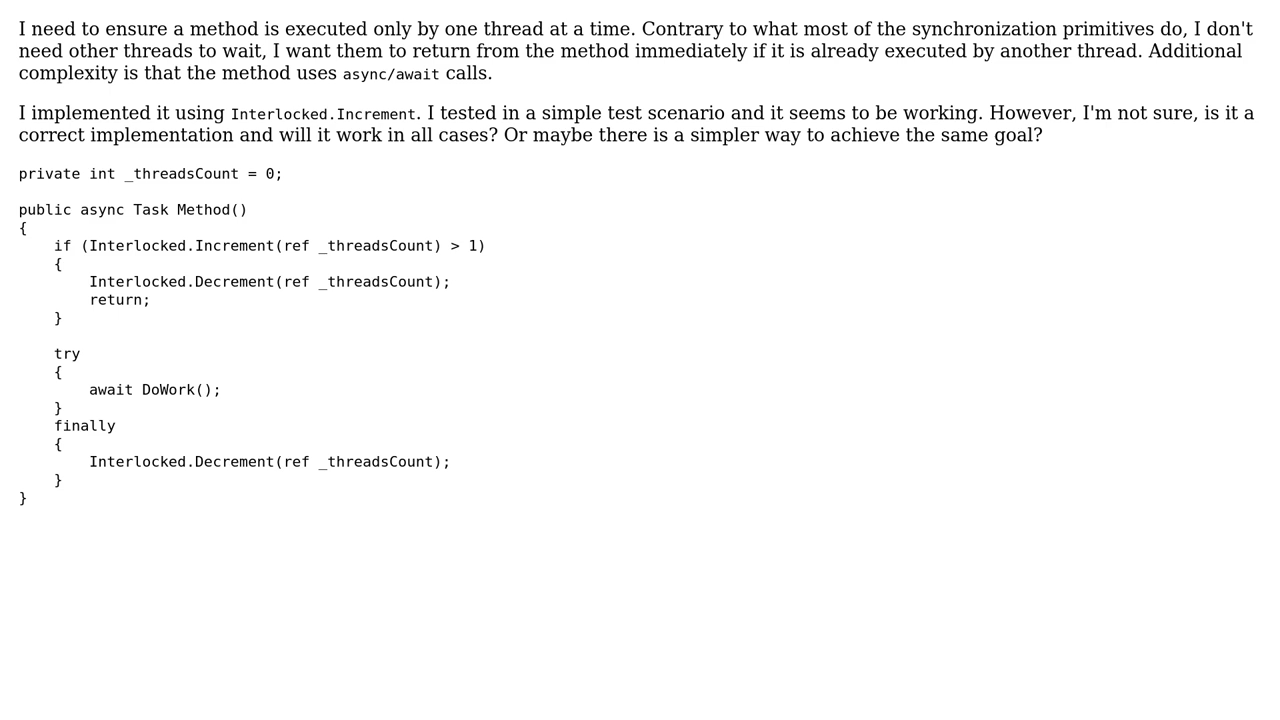 I need to ensure a method is executed only by one thread at a time. Contrary to what most of the synchronization primitives do, I don't
need other threads to wait, I want them to return from the method immediately if it is already executed by another thread. Additional
complexity is that the method uses async/await calls.
I implemented it using Interlocked.Increment. I tested in a simple test scenario and it seems to be working. However, I'm not sure, is it a
correct implementation and will it work in all cases? Or maybe there is a simpler way to achieve the same goal?
private int _threadsCount = 0;
public async Task Method()
{
    if (Interlocked.Increment(ref _threadsCount) > 1)
    {
        Interlocked.Decrement(ref _threadsCount);
        return;
    }
    try
    {
        await DoWork();
    }
    finally
    {
        Interlocked.Decrement(ref _threadsCount);
    }
}